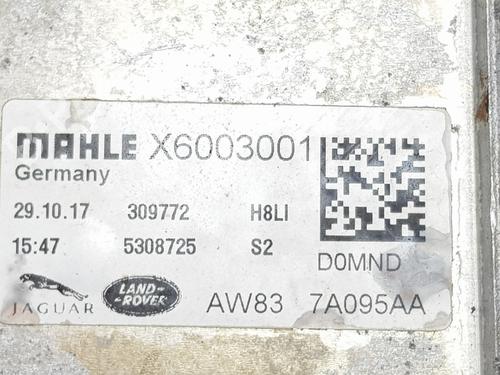 MAHLE X6003001
Germany
29.10.17 309772 H8LI
15:47 5308725 S2
D0MND
JAGUAR LAND-ROVER AW83 7A095AA